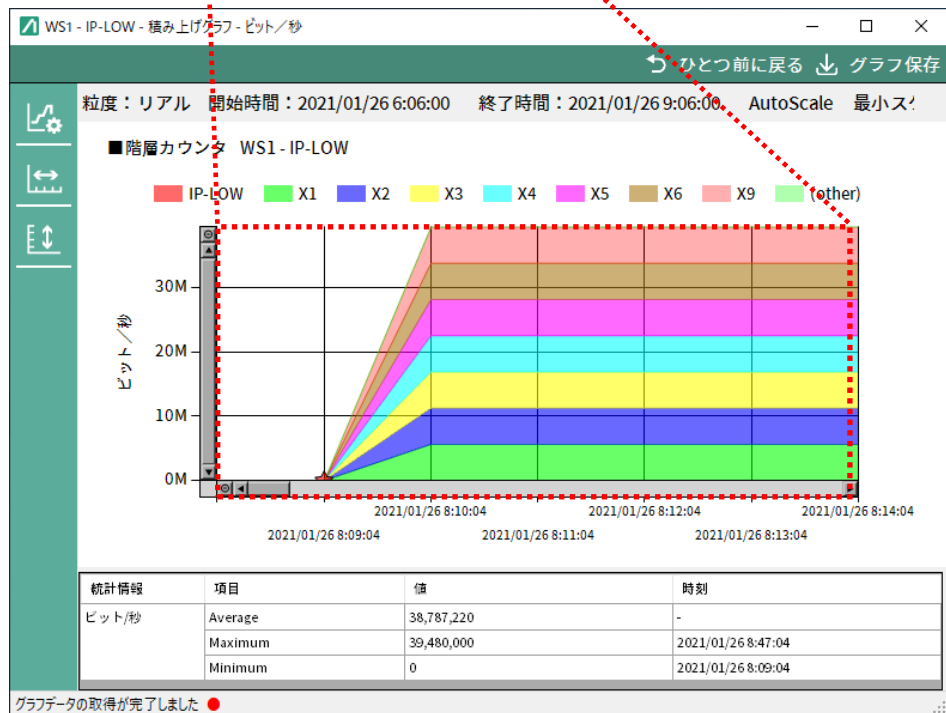 WS1 - IP-LOW - 積み上げグラフ - ビット／秒
ひとつ前に戻る グラフ保存
粒度：リアル 開始時間：2021/01/26 6:06:00 終了時間：2021/01/26 9:06:00 AutoScale 最小ス
■階層カウンタ WS1 - IP-LOW
IP-LOW X1 X2 X3 X4 X5 X6 X9 (other)
30M
20M
10M
0M
ビット／秒
2021/01/26 8:10:04 2021/01/26 8:12:04 2021/01/26 8:14:04
2021/01/26 8:09:04 2021/01/26 8:11:04 2021/01/26 8:13:04
統計情報 項目 値 時刻
ビット/秒 Average 38,787,220 -
Maximum 39,480,000 2021/01/26 8:47:04
Minimum 0 2021/01/26 8:09:04
グラフデータの取得が完了しました